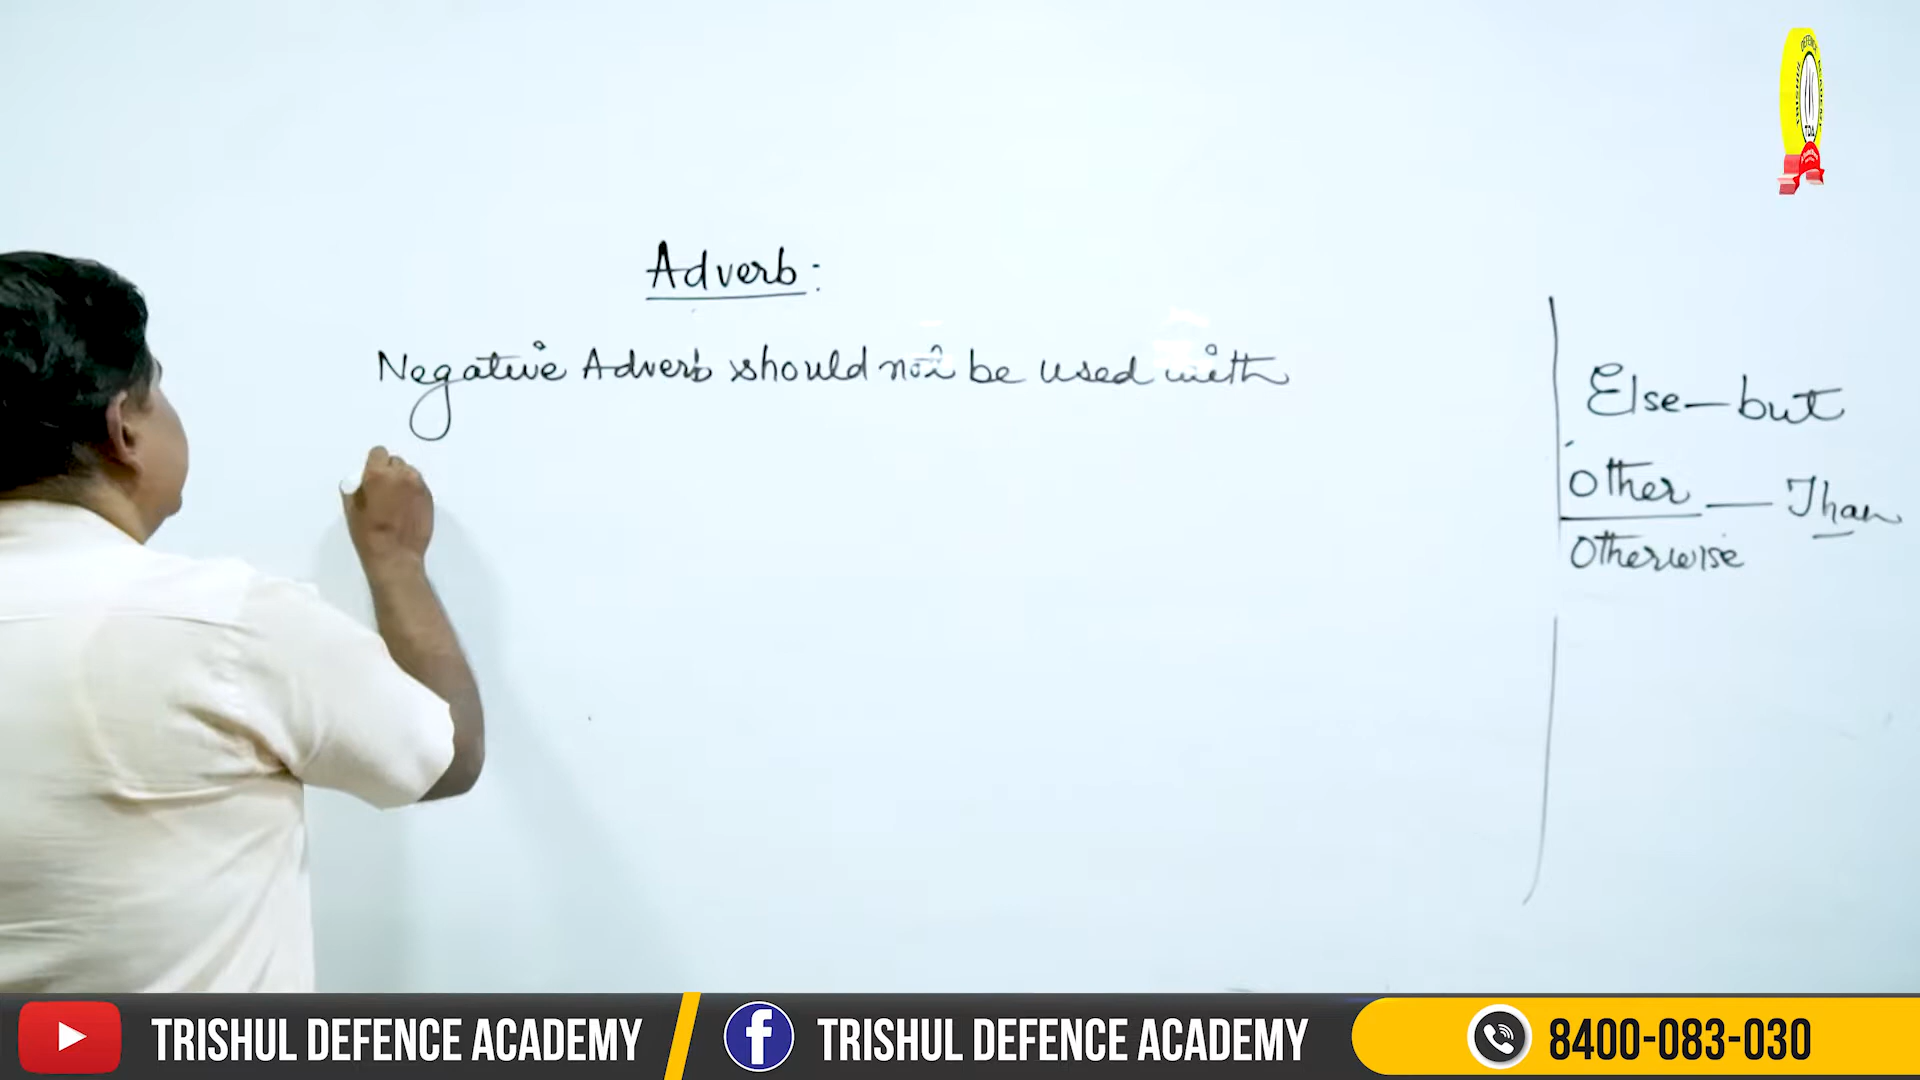 Adverb:
Negative Adverb should not be used with
Else—but
Other — Than
Otherwise
TDA
TRISHUL DEFENCE ACADEMY
TRISHUL DEFENCE ACADEMY
8400-083-030